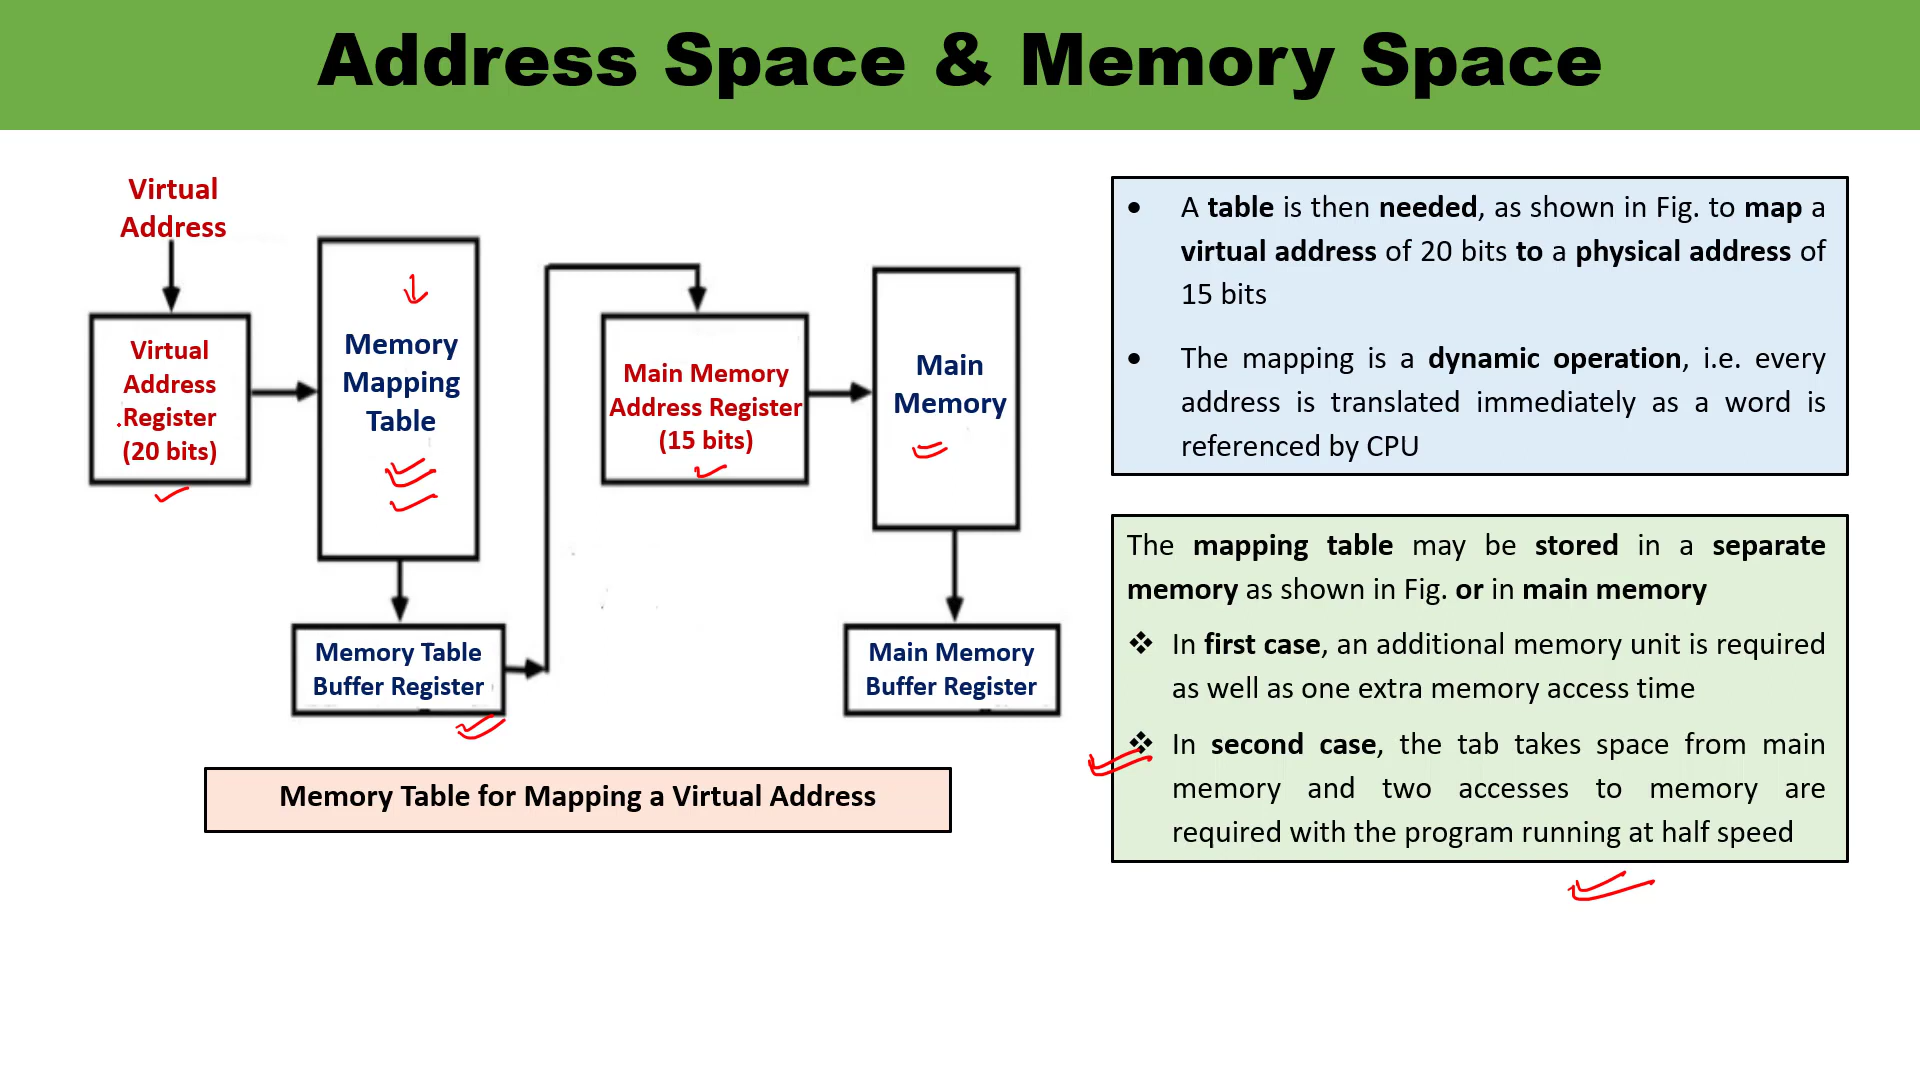 Address Space & Memory Space
Virtual
Address
Virtual
Address
Register
(20 bits)
Memory
Mapping
Table
Memory Table
Buffer Register
Main Memory
Address Register
(15 bits)
Main
Memory
Main Memory
Buffer Register
Memory Table for Mapping a Virtual Address
• A table is then needed, as shown in Fig. to map a
virtual address of 20 bits to a physical address of
15 bits
• The mapping is a dynamic operation, i.e. every
address is translated immediately as a word is
referenced by CPU
The mapping table may be stored in a separate
memory as shown in Fig. or in main memory
❖ In first case, an additional memory unit is required
as well as one extra memory access time
❖ In second case, the tab takes space from main
memory and two accesses to memory are
required with the program running at half speed